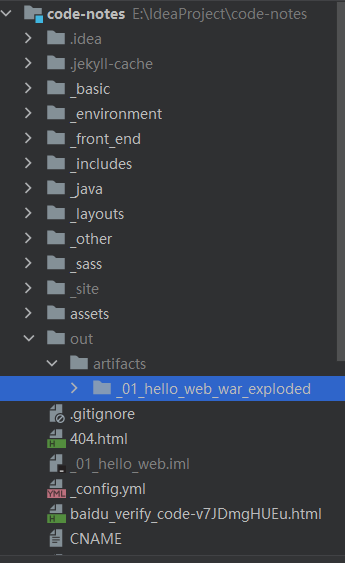 code-notes E:\IdeaProject\code-notes
.idea
.jekyll-cache
_basic
_environment
_front_end
_includes
_java
_layouts
_other
_sass
_site
assets
out
artifacts
_01_hello_web_war_exploded
.gitignore
404.html
_01_hello_web.iml
_config.yml
baidu_verify_code-v7JDmgHUEu.html
CNAME